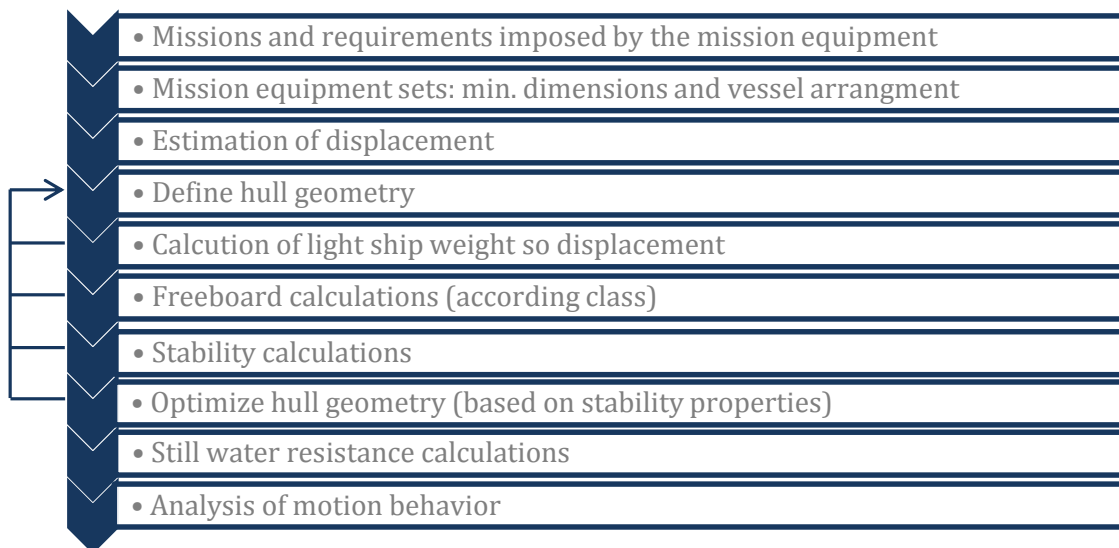 • Missions and requirements imposed by the mission equipment
• Mission equipment sets: min. dimensions and vessel arrangment
• Estimation of displacement
• Define hull geometry
• Calcution of light ship weight so displacement
• Freeboard calculations (according class)
• Stability calculations
• Optimize hull geometry (based on stability properties)
• Still water resistance calculations
• Analysis of motion behavior